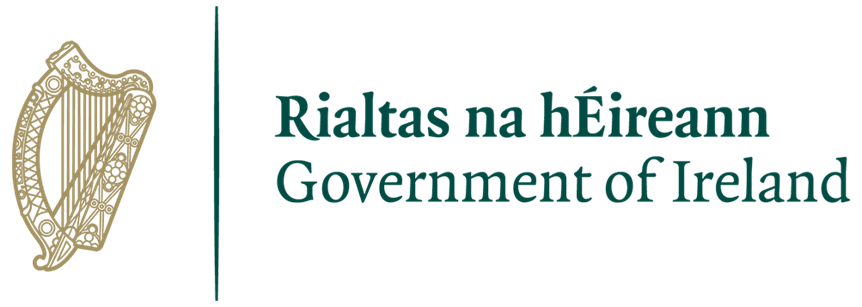 Rialtas na hÉireann
Government of Ireland